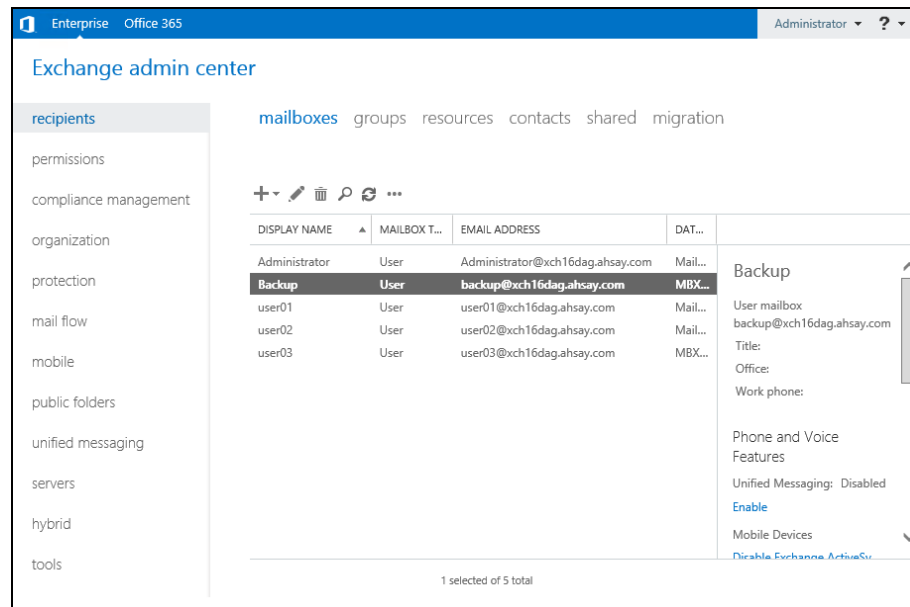 Enterprise Office 365
Administrator ?
Exchange admin center
recipients
permissions
compliance management
organization
protection
mail flow
mobile
public folders
unified messaging
servers
hybrid
tools
mailboxes groups resources contacts shared migration
DISPLAY NAME MAILBOX T... EMAIL ADDRESS DAT...
Administrator User Administrator@xch16dag.ahsay.com Mail...
Backup User backup@xch16dag.ahsay.com MBX...
user01 User user01@xch16dag.ahsay.com Mail...
user02 User user02@xch16dag.ahsay.com Mail...
user03 User user03@xch16dag.ahsay.com MBX...
Backup
User mailbox
backup@xch16dag.ahsay.com
Title:
Office:
Work phone:
Phone and Voice
Features
Unified Messaging: Disabled
Enable
Mobile Devices
Disable Exchange ActiveSy
1 selected of 5 total